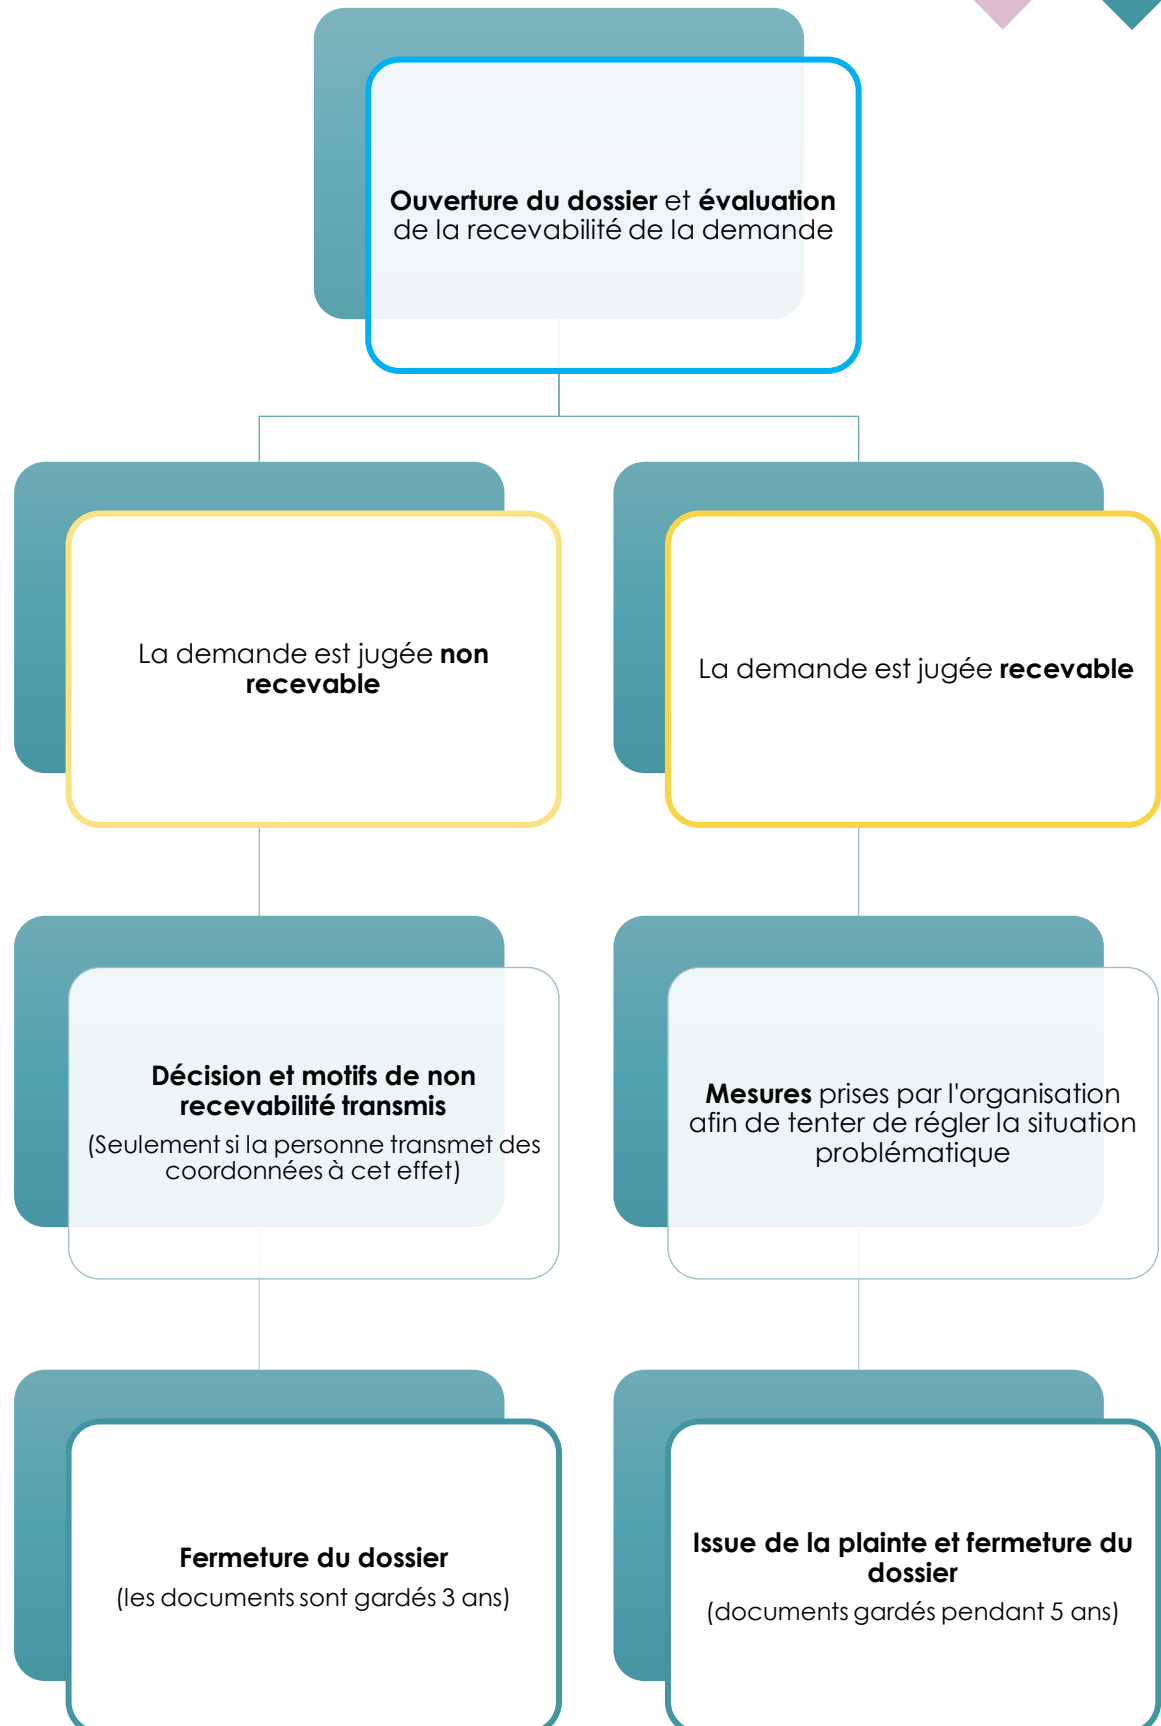 Ouverture du dossier et évaluation
de la recevabilité de la demande
La demande est jugée non
recevable
La demande est jugée recevable
Décision et motifs de non
recevabilité transmis
(Seulement si la personne transmet des
coordonnées à cet effet)
Mesures prises par l'organisation
afin de tenter de régler la situation
problématique
Fermeture du dossier
(les documents sont gardés 3 ans)
Issue de la plainte et fermeture du
dossier
(documents gardés pendant 5 ans)